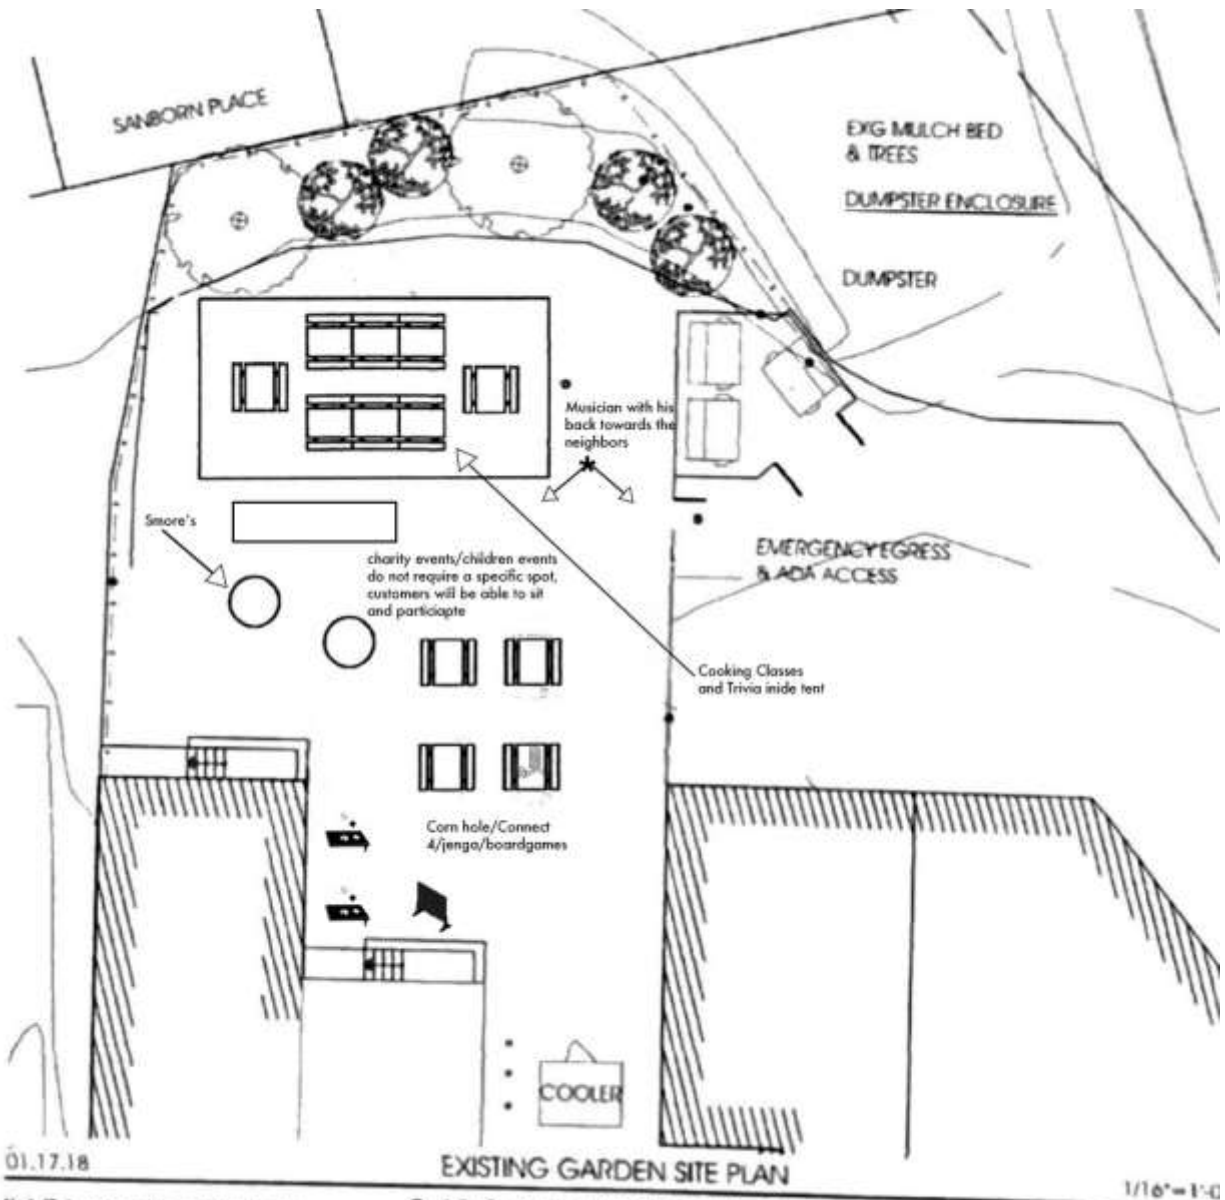 SANBORN PLACE
EXG MULCH BED
& TREES
DUMPSTER ENCLOSURE
DUMPSTER
Musician with his
back towards the
neighbors
Smore's
charity events/children events
do not require a specific spot,
customers will be able to sit
and particiapte
EMERGENCY EGRESS
& ADA ACCESS
Cooking Classes
and Trivia inide tent
Corn hole/Connect
4/jenga/boardgames
COOLER
01.17.18
EXISTING GARDEN SITE PLAN